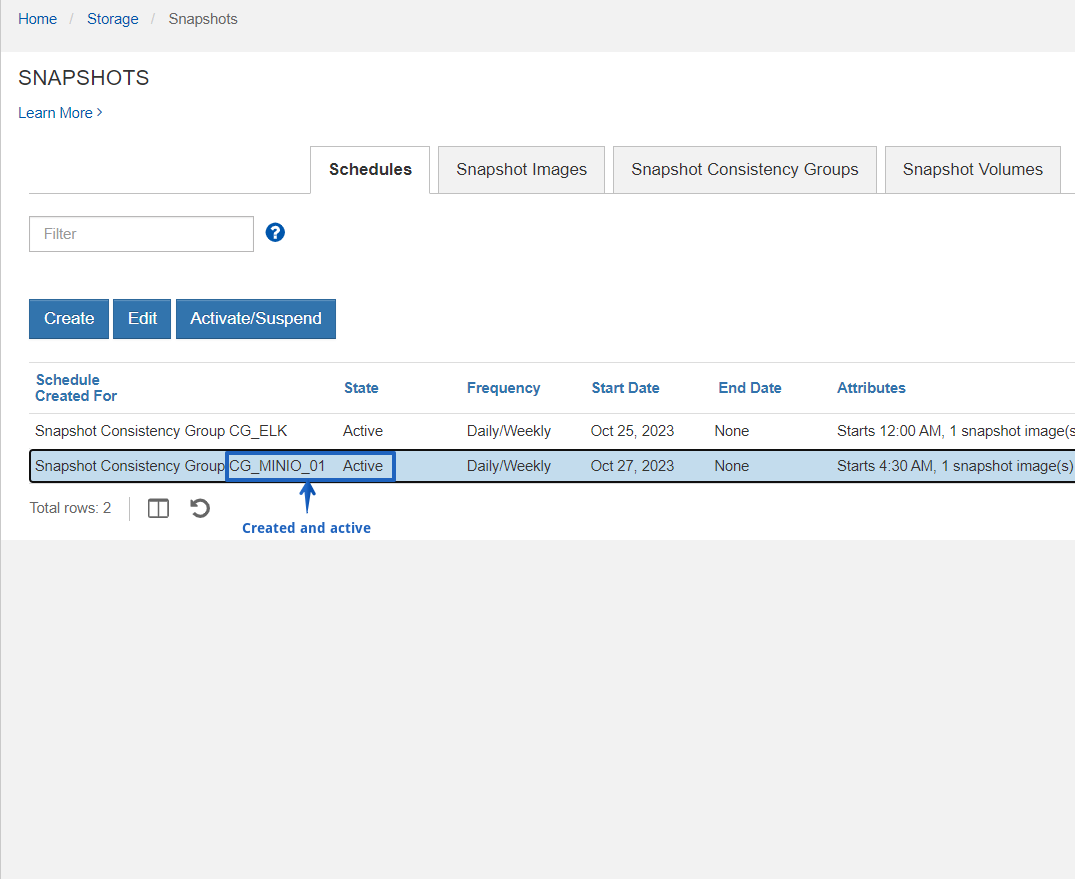 Home / Storage / Snapshots
SNAPSHOTS
Learn More >
Schedules Snapshot Images Snapshot Consistency Groups Snapshot Volumes
Filter ?
Create Edit Activate/Suspend
Schedule
Created For State Frequency Start Date End Date Attributes
Snapshot Consistency Group CG_ELK Active Daily/Weekly Oct 25, 2023 None Starts 12:00 AM, 1 snapshot image(s
Snapshot Consistency Group CG_MINIO_01 Active Daily/Weekly Oct 27, 2023 None Starts 4:30 AM, 1 snapshot image(s)
Total rows: 2
Created and active